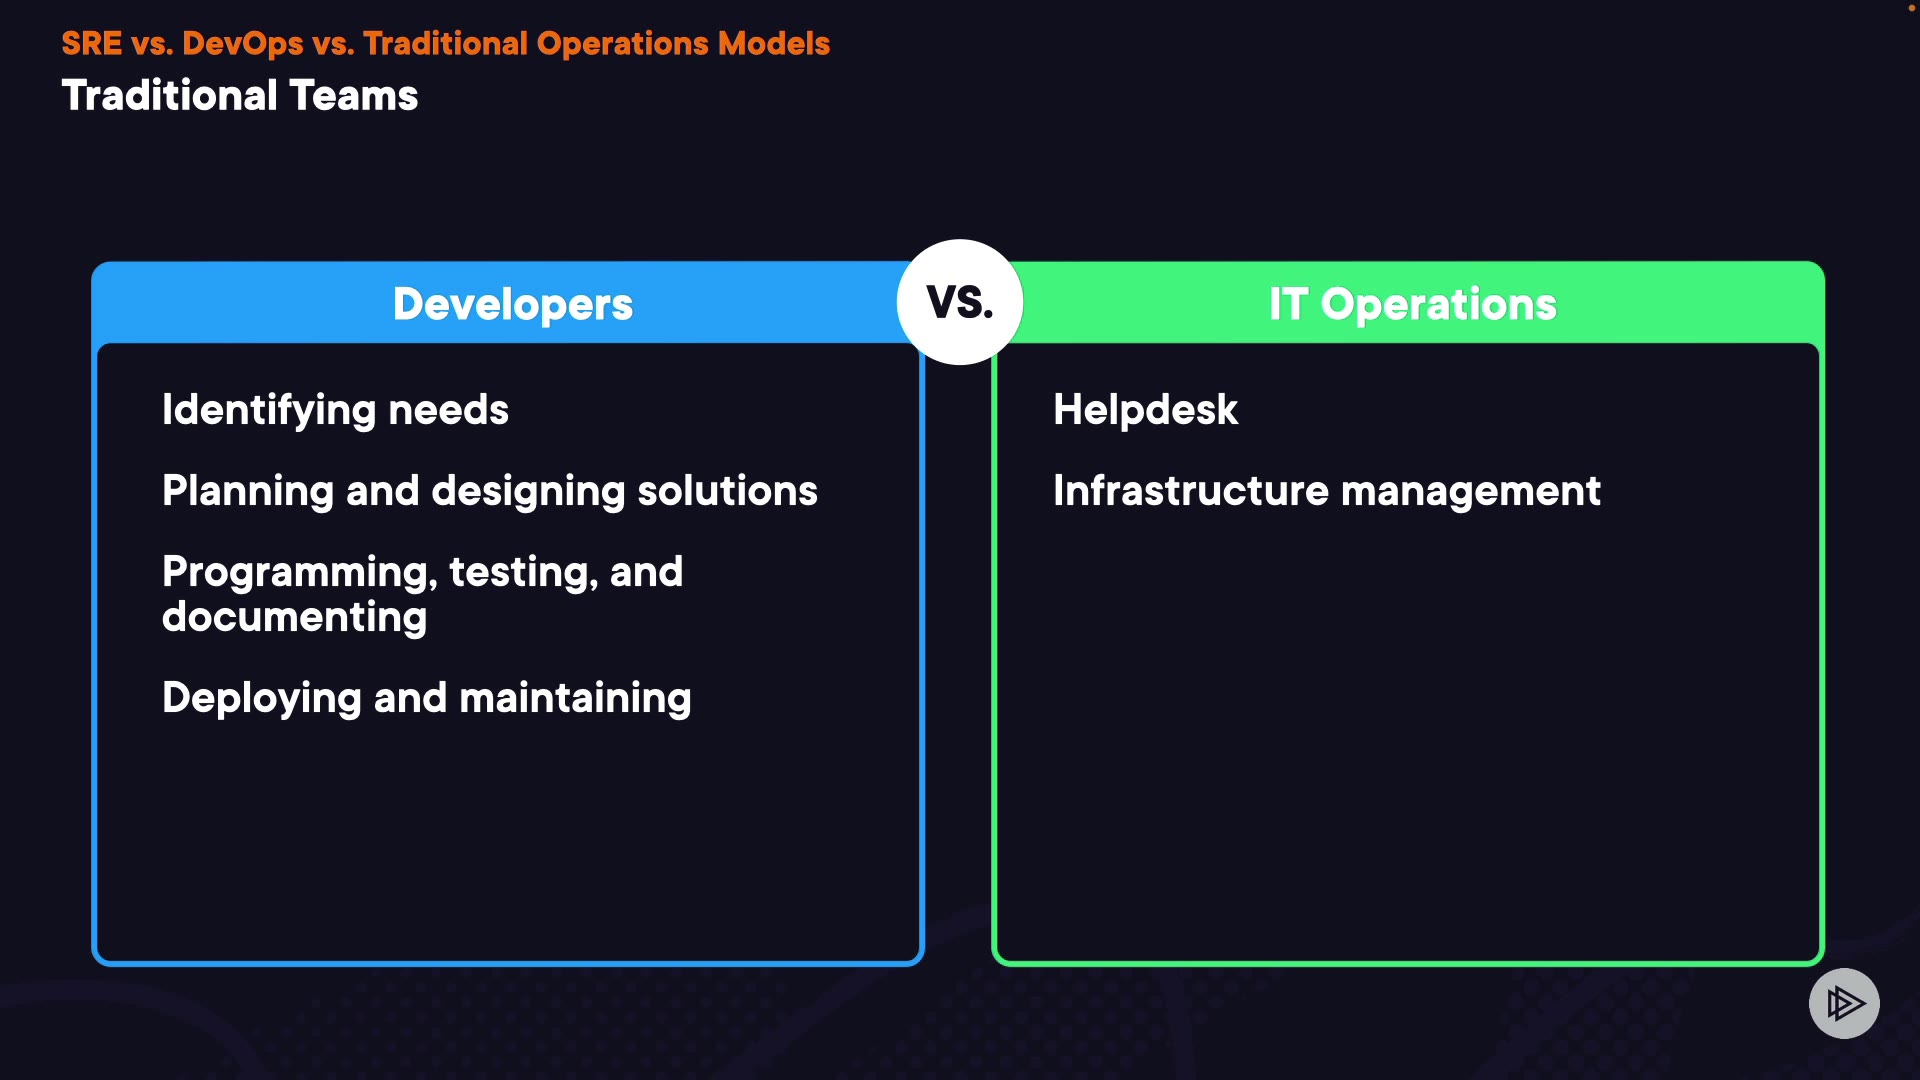 SRE vs. DevOps vs. Traditional Operations Models
Traditional Teams
Developers
VS.
IT Operations
Identifying needs
Planning and designing solutions
Programming, testing, and
documenting
Deploying and maintaining
Helpdesk
Infrastructure management